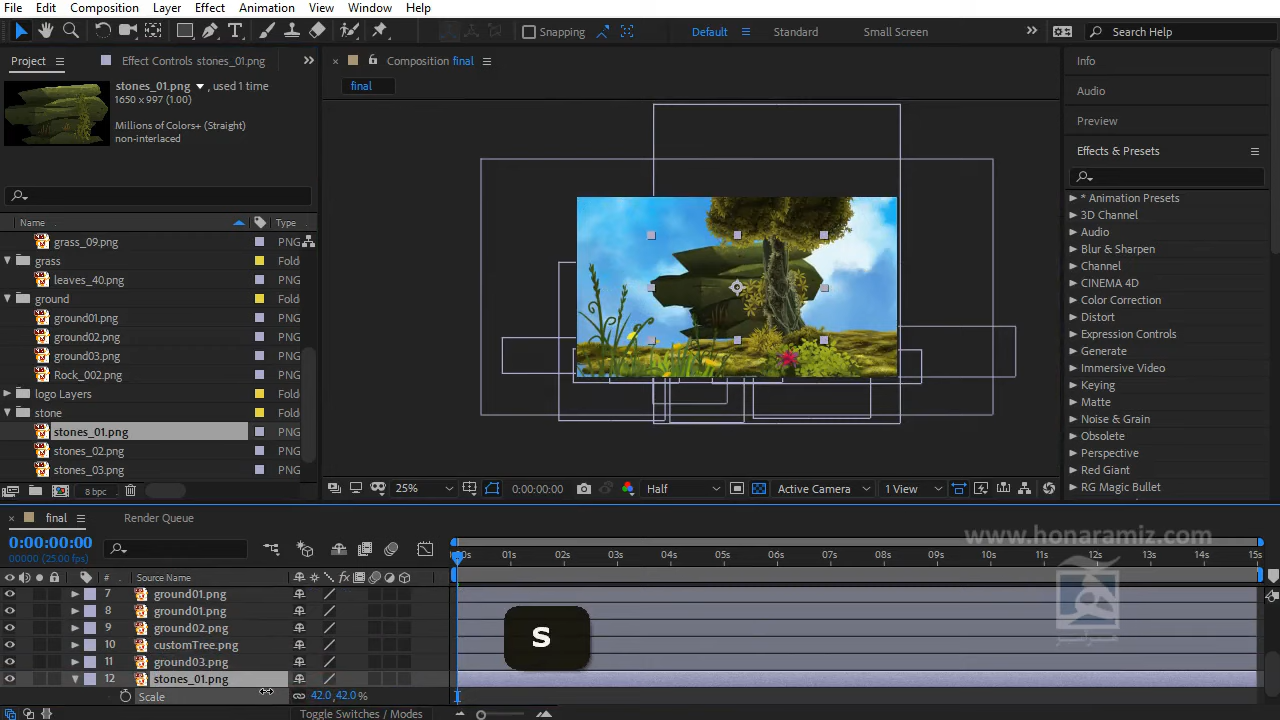 File Edit Composition Layer Effect Animation View Window Help
Snapping Default Standard Small Screen Search Help
Project Effect Controls stones_01.png
Composition final
Info
final
stones_01.png , used 1 time
1650 x 997 (1.00)
Millions of Colors+ (Straight)
non-interlaced
Audio
Preview
Effects & Presets
Name Type
grass_09.png PNG
grass Fold
leaves_40.png PNG
ground Fold
ground01.png PNG
ground02.png PNG
ground03.png PNG
Rock_002.png PNG
logo Layers Fold
stone Fold
stones_01.png PNG
stones_02.png PNG
stones_03.png PNG
8 bpc
* Animation Presets
3D Channel
Audio
Blur & Sharpen
Channel
CINEMA 4D
Color Correction
Distort
Expression Controls
Generate
Immersive Video
Keying
Matte
Noise & Grain
Obsolete
Perspective
Red Giant
RG Magic Bullet
25% 0:00:00:00 Half Active Camera 1 View
final Render Queue
www.honaramiz.com
0:00:00:00
00000 (25.00 fps)
01s 02s 03s 04s 05s 06s 07s 08s 09s 10s 11s 12s 13s 14s 15s
# Source Name
7 ground01.png
8 ground01.png
9 ground02.png
10 customTree.png
11 ground03.png
12 stones_01.png
Scale 42.0,42.0%
S
Toggle Switches / Modes